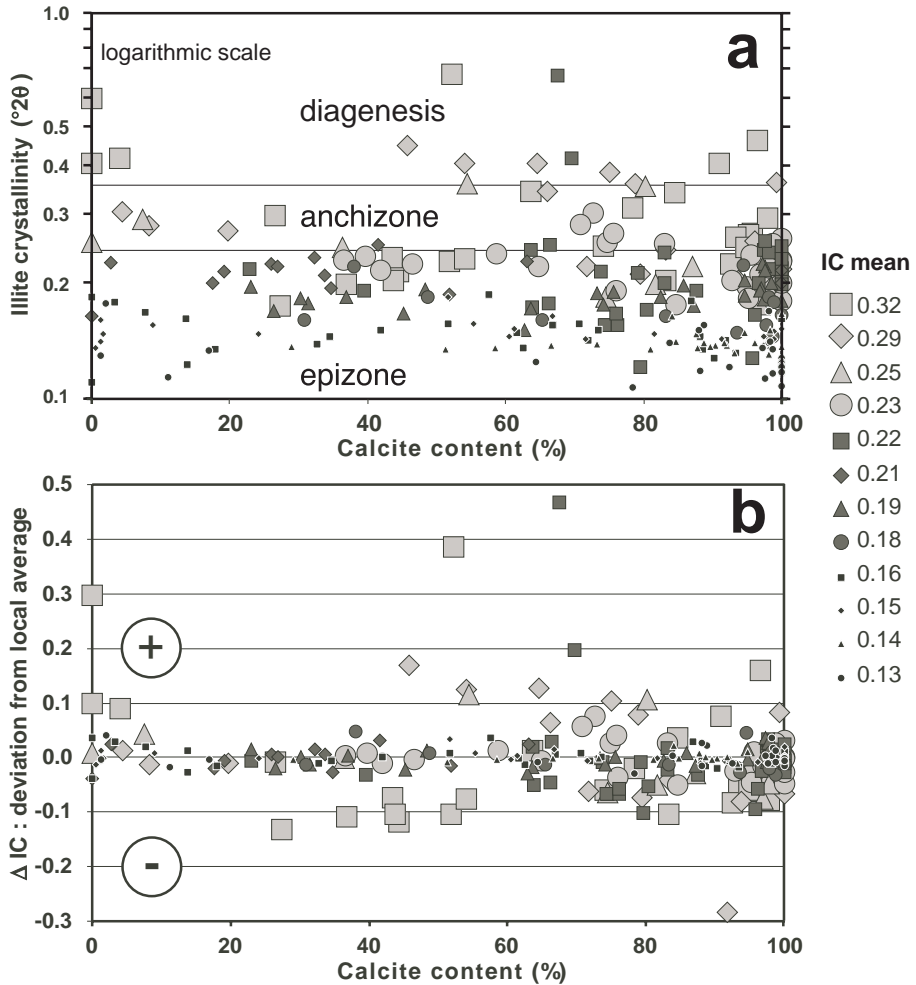 1.0
logarithmic scale
a
diagenesis
0.5
0.4
anchizone
0.3
0.2
epizone
0.1
0 20 40 60 80 100
Calcite content (%)
Illite crystallinity (°2θ)
0.5
b
0.4
0.3
+
0.2
0.1
0.0
-0.1
-
-0.2
-0.3
0 20 40 60 80 100
Calcite content (%)
Δ IC : deviation from local average
IC mean
0.32
0.29
0.25
0.23
0.22
0.21
0.19
0.18
0.16
0.15
0.14
0.13